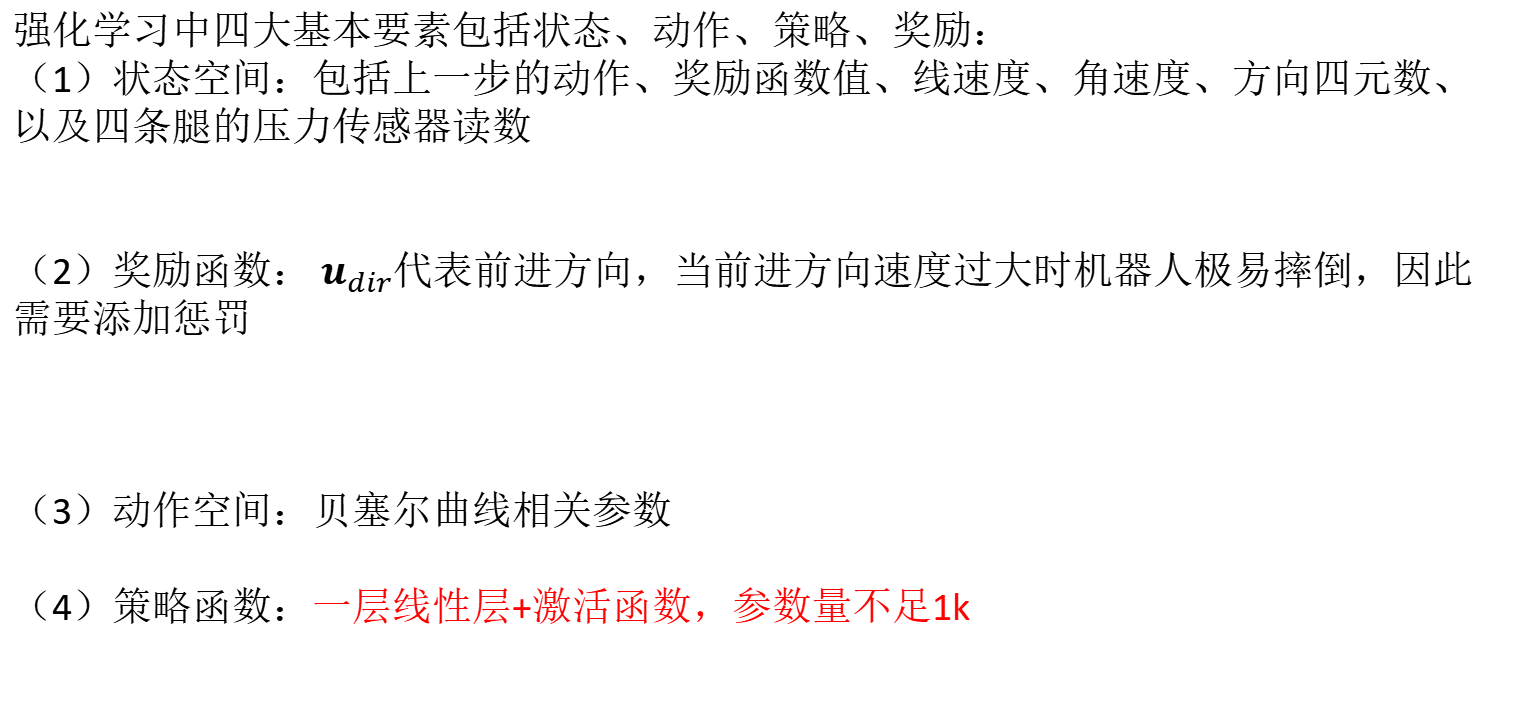 强化学习中四大基本要素包括状态、动作、策略、奖励：
（1）状态空间：包括上一步的动作、奖励函数值、线速度、角速度、方向四元数、
以及四条腿的压力传感器读数
（2）奖励函数： u_dir代表前进方向，当前进方向速度过大时机器人极易摔倒，因此
需要添加惩罚
（3）动作空间：贝塞尔曲线相关参数
（4）策略函数：一层线性层+激活函数，参数量不足1k